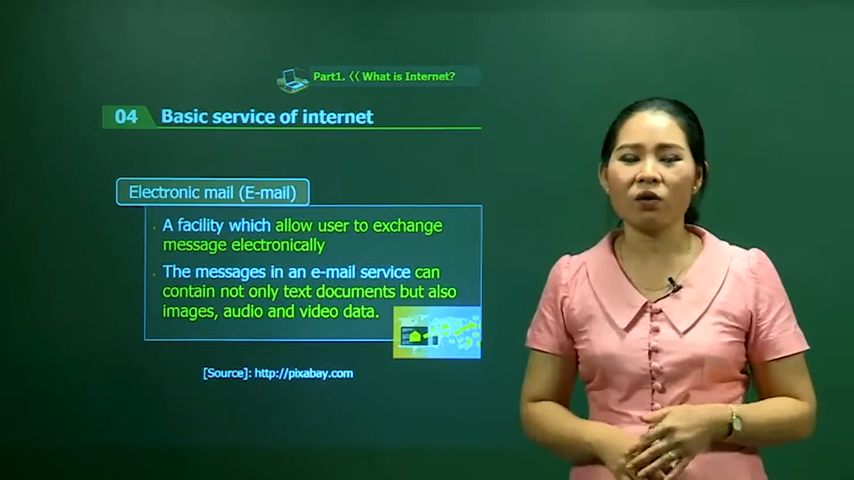 Part1. 《 What is Internet?
04 Basic service of internet
Electronic mail (E-mail)
· A facility which allow user to exchange
message electronically
· The messages in an e-mail service can
contain not only text documents but also
images, audio and video data.
[Source]: http://pixabay.com